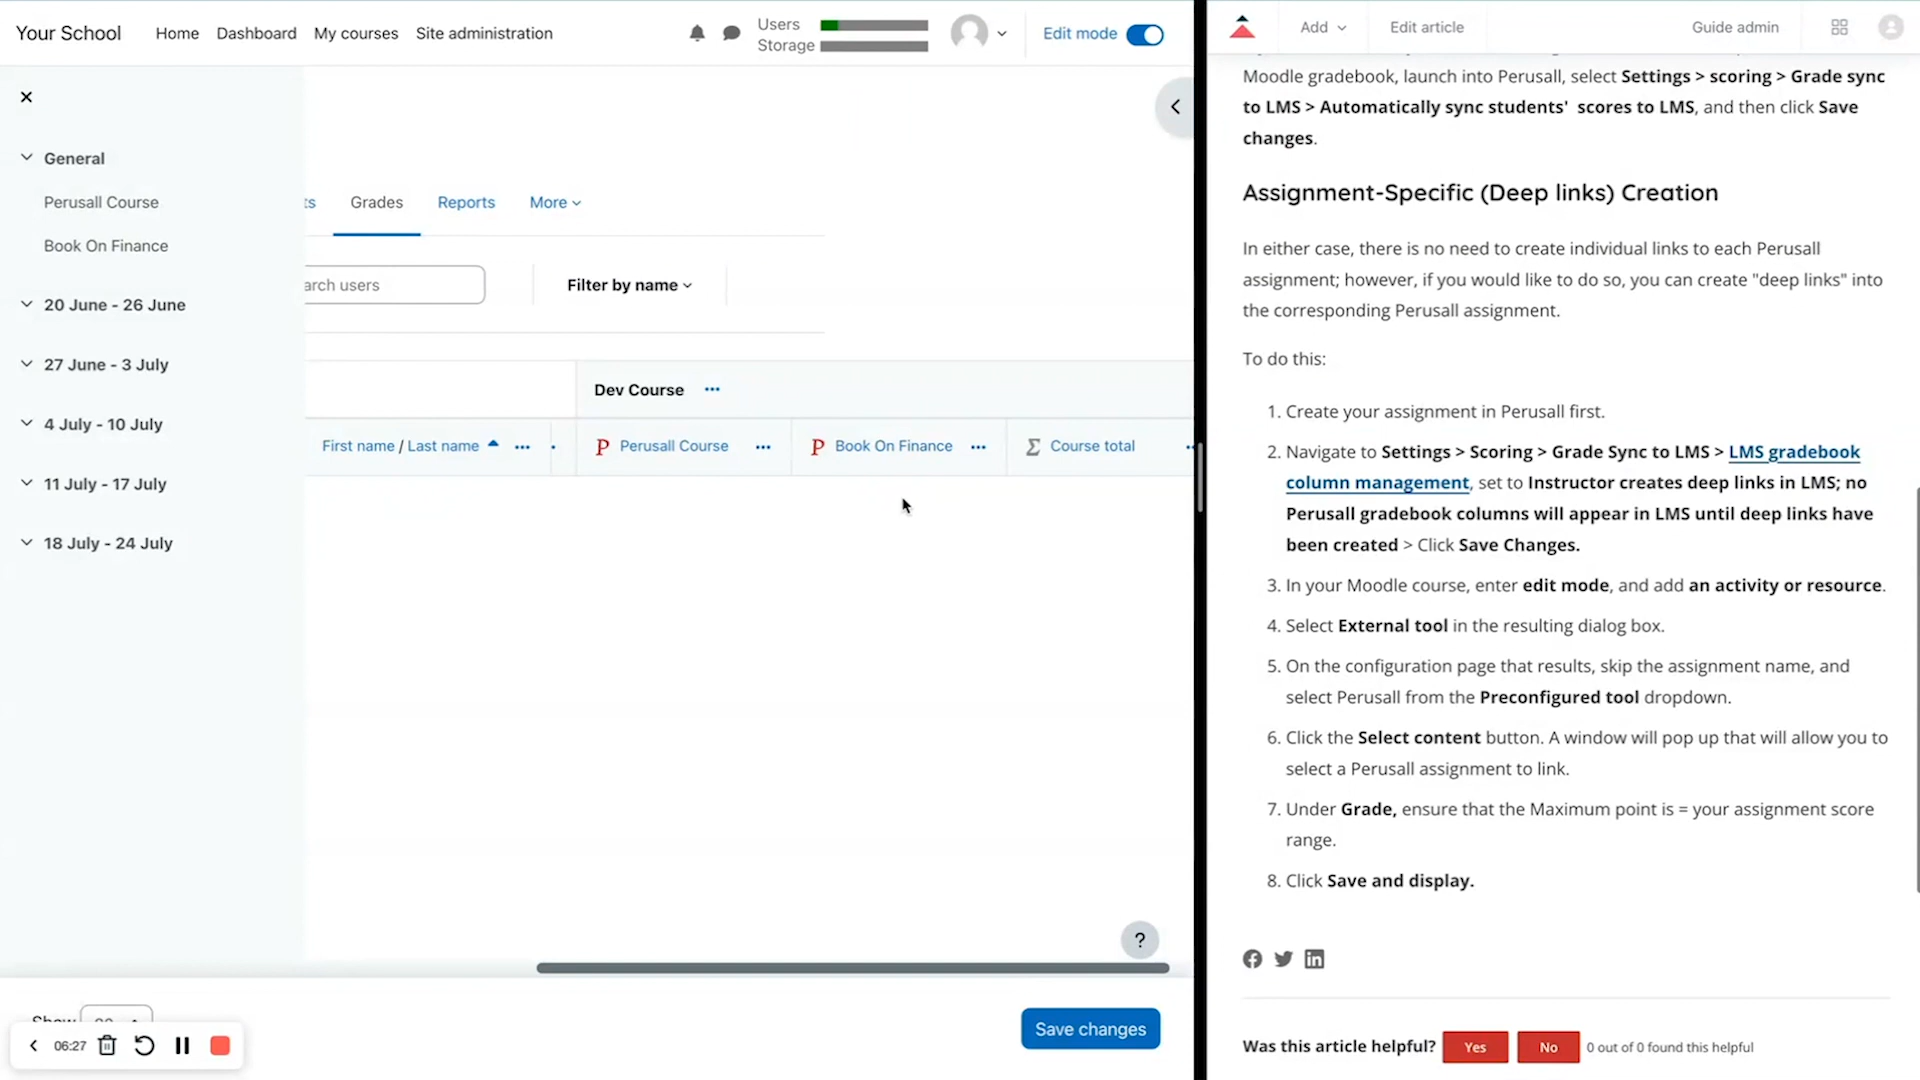 Your School
Home
Dashboard
My courses
Site administration
Users
Storage
Edit mode
General
Perusall Course
Book On Finance
20 June - 26 June
27 June - 3 July
4 July - 10 July
11 July - 17 July
18 July - 24 July
ts
Grades
Reports
More
arch users
Filter by name
Dev Course
First name / Last name
Perusall Course
Book On Finance
Course total
?
Save changes
06:27
Add
Edit article
Guide admin
Moodle gradebook, launch into Perusall, select Settings > scoring > Grade sync
to LMS > Automatically sync students' scores to LMS, and then click Save
changes.
Assignment-Specific (Deep links) Creation
In either case, there is no need to create individual links to each Perusall
assignment; however, if you would like to do so, you can create "deep links" into
the corresponding Perusall assignment.
To do this:
1. Create your assignment in Perusall first.
2. Navigate to Settings > Scoring > Grade Sync to LMS > LMS gradebook
column management, set to Instructor creates deep links in LMS; no
Perusall gradebook columns will appear in LMS until deep links have
been created > Click Save Changes.
3. In your Moodle course, enter edit mode, and add an activity or resource.
4. Select External tool in the resulting dialog box.
5. On the configuration page that results, skip the assignment name, and
select Perusall from the Preconfigured tool dropdown.
6. Click the Select content button. A window will pop up that will allow you to
select a Perusall assignment to link.
7. Under Grade, ensure that the Maximum point is = your assignment score
range.
8. Click Save and display.
Was this article helpful?
Yes
No
0 out of 0 found this helpful